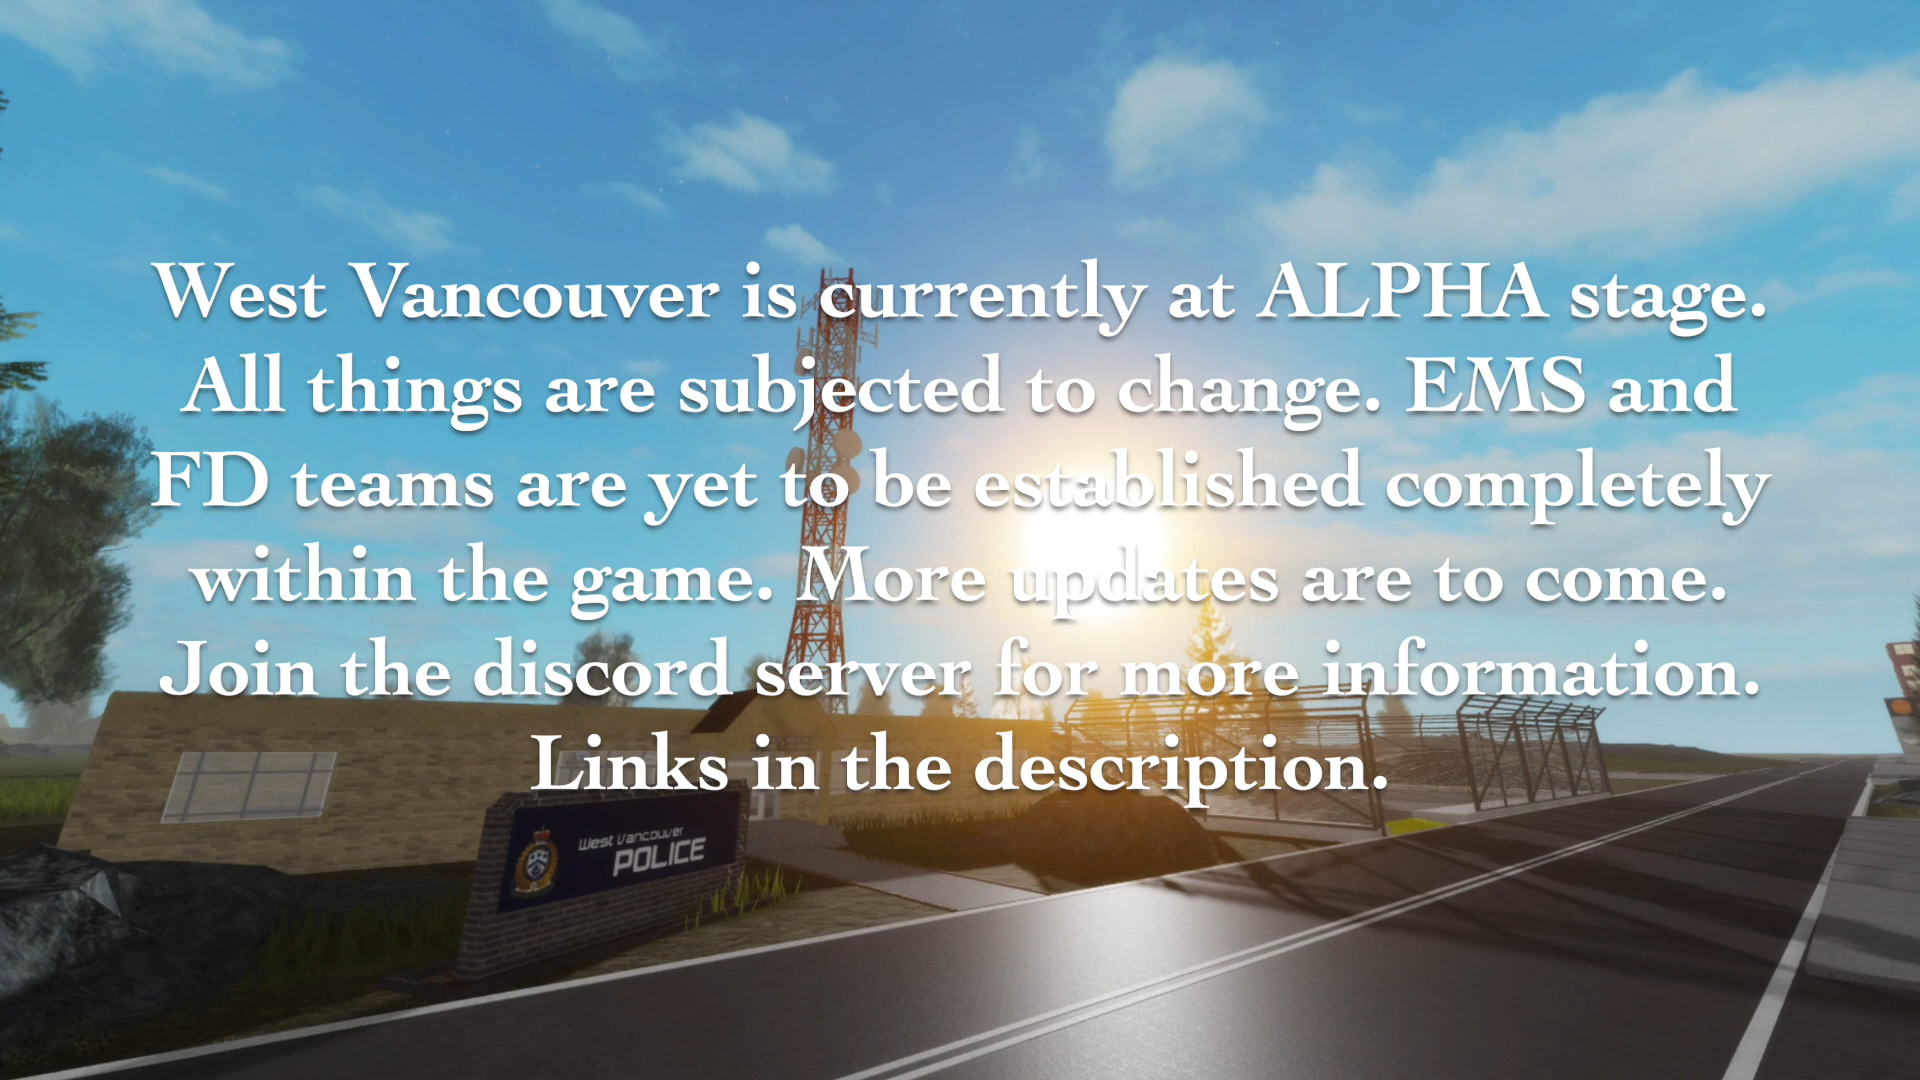 West Vancouver is currently at ALPHA stage.
All things are subjected to change. EMS and
FD teams are yet to be established completely
within the game. More updates are to come.
Join the discord server for more information.
Links in the description.
West Vancouver
POLICE